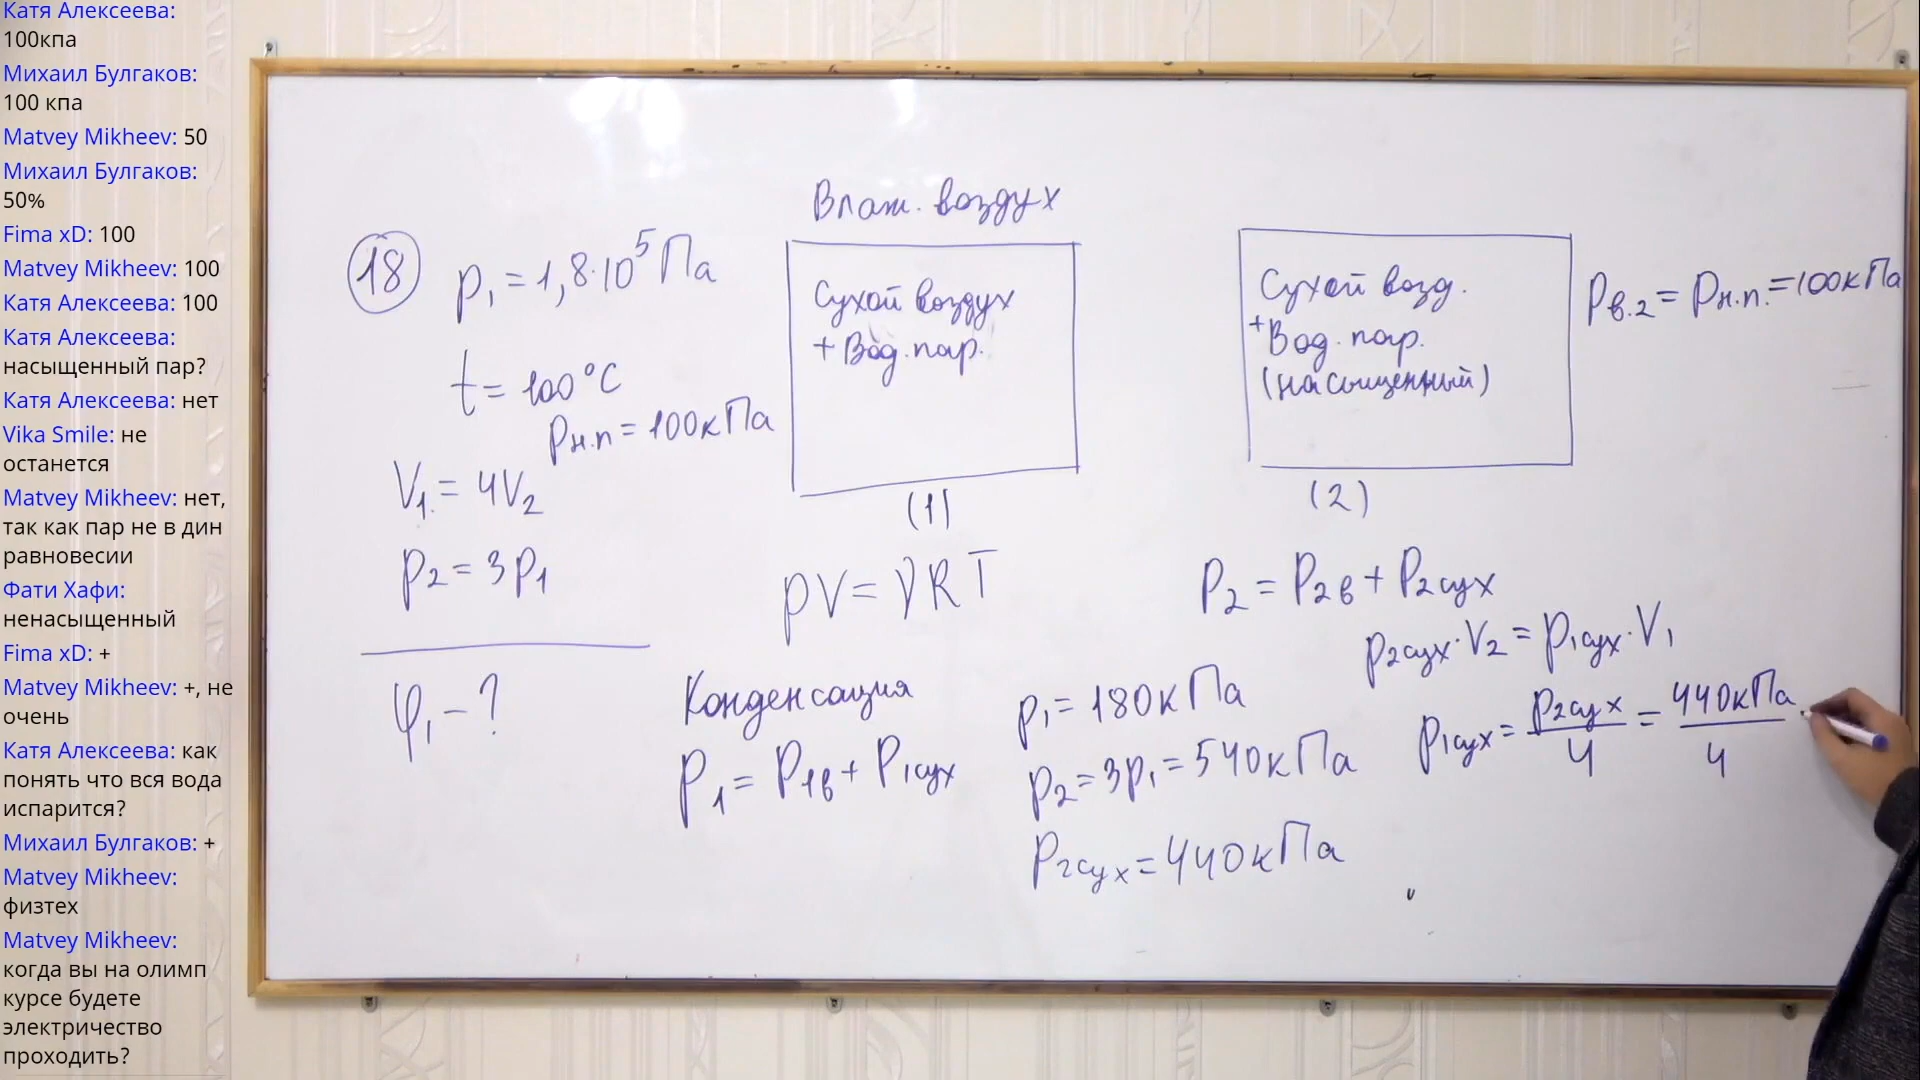 Катя Алексеева:
100кпа
Михаил Булгаков:
100 кпа
Matvey Mikheev: 50
Михаил Булгаков:
50%
Fima xD: 100
Matvey Mikheev: 100
Катя Алексеева: 100
Катя Алексеева:
насыщенный пар?
Катя Алексеева: нет
Vika Smile: не
останется
Matvey Mikheev: нет,
так как пар не в дин
равновесии
Фати Хафи:
ненасыщенный
Fima xD: +
Matvey Mikheev: +, не
очень
Катя Алексеева: как
понять что вся вода
испарится?
Михаил Булгаков: +
Matvey Mikheev:
физтех
Matvey Mikheev:
когда вы на олимп
курсе будете
электричество
проходить?
18
p₁ = 1,8·10⁵ Па
t = 100°C
Pн.п = 100кПа
V₁ = 4V₂
p₂ = 3p₁
φ₁ - ?
Влаж. воздух
Сухой воздух
+ Вод. пар.
(1)
pV = νRT
Конденсация
P₁ = P₁в + P₁сух
Сухой возд.
+ Вод. пар.
(насыщенный)
(2)
Pв.2 = Pн.п. = 100кПа
P₂ = P₂в + P₂сух
p₂сух·V₂ = p₁сух·V₁
p₁ = 180кПа
p₂ = 3p₁ = 540кПа
P₂сух = 440кПа
p₁сух = p₂сух/4 = 440кПа/4